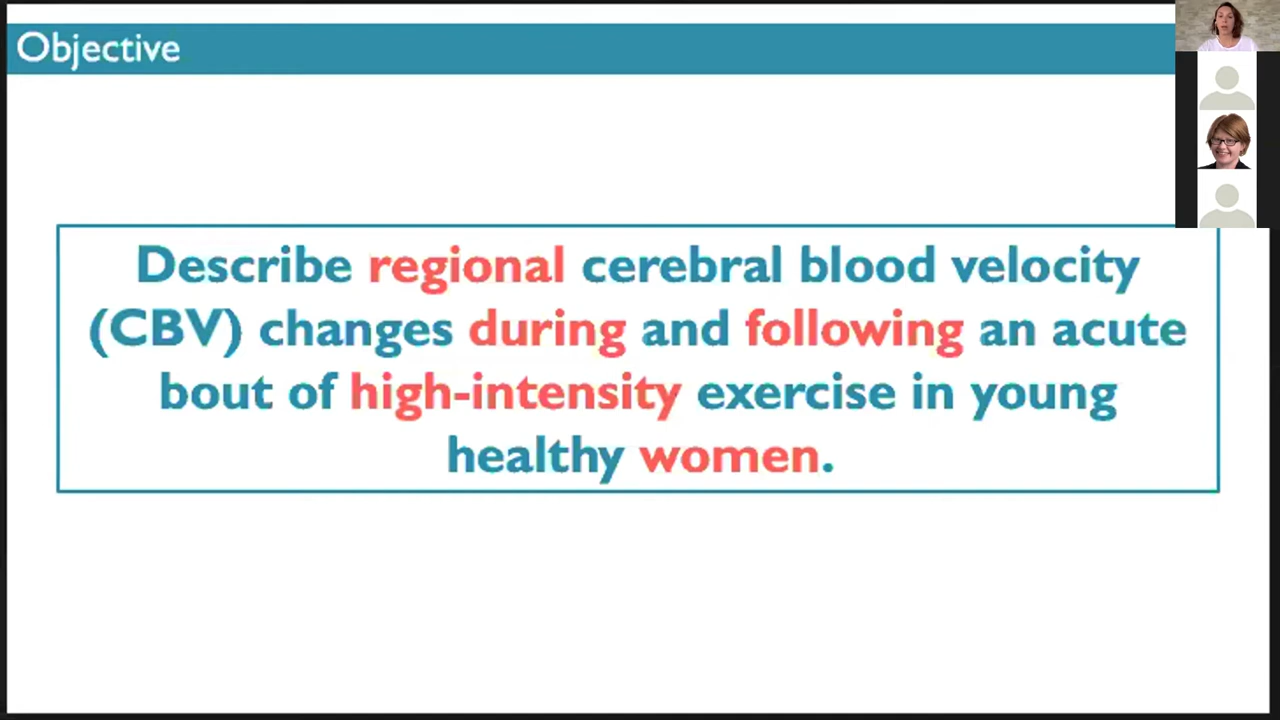 Objective
Describe regional cerebral blood velocity
(CBV) changes during and following an acute
bout of high-intensity exercise in young
healthy women.